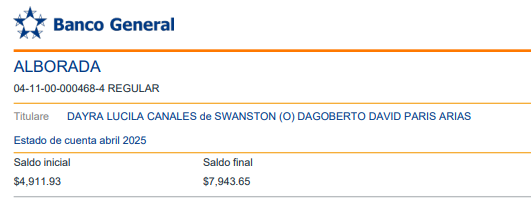 Banco General
ALBORADA
04-11-00-000468-4 REGULAR
Titulare DAYRA LUCILA CANALES de SWANSTON (O) DAGOBERTO DAVID PARIS ARIAS
Estado de cuenta abril 2025
Saldo inicial Saldo final
$4,911.93 $7,943.65